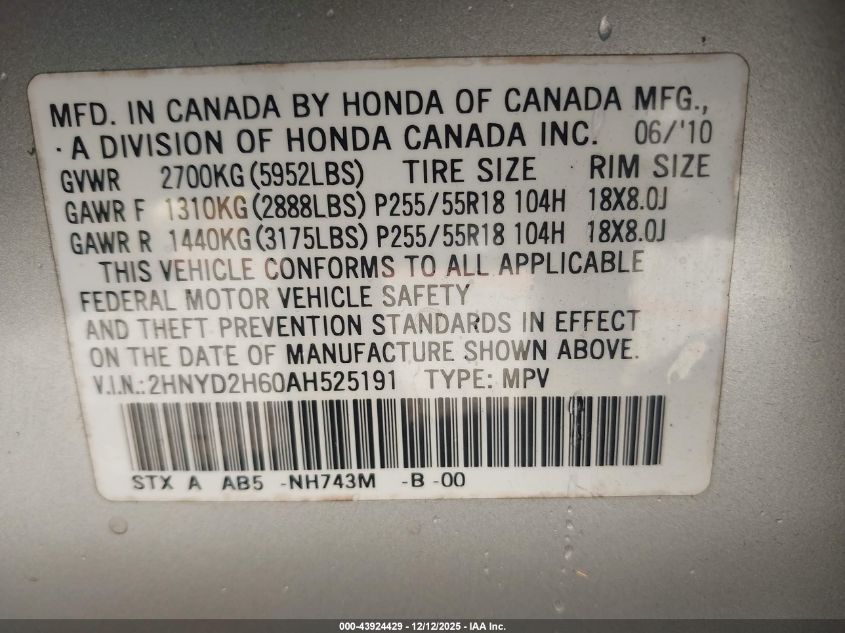 MFD. IN CANADA BY HONDA OF CANADA MFG.,
·A DIVISION OF HONDA CANADA INC. 06/'10
GVWR 2700KG(5952LBS) TIRE SIZE RIM SIZE
GAWR F 1310KG(2888LBS) P255/55R18 104H 18X8.0J
GAWR R 1440KG(3175LBS) P255/55R18 104H 18X8.0J
THIS VEHICLE CONFORMS TO ALL APPLICABLE
FEDERAL MOTOR VEHICLE SAFETY
AND THEFT PREVENTION STANDARDS IN EFFECT
ON THE DATE OF MANUFACTURE SHOWN ABOVE.
V.I.N.:2HNYD2H60AH525191 TYPE: MPV
STX A AB5 -NH743M -B -00
000-43924429 - 12/12/2025 - IAA Inc.